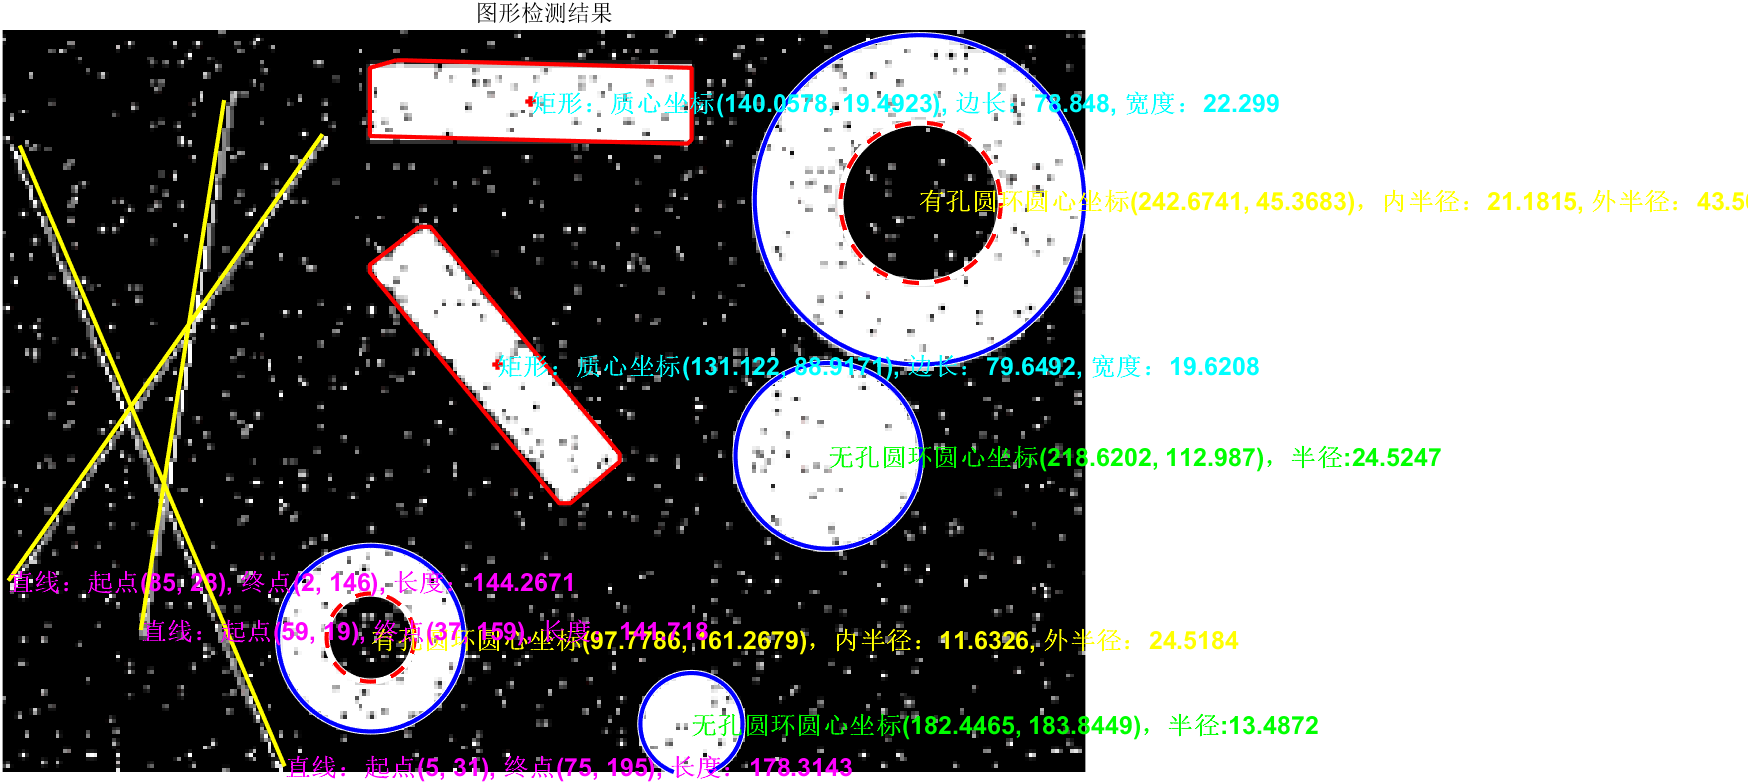 图形检测结果
矩形：质心坐标(140.0578, 19.4923), 边长：78.848, 宽度：22.299
有孔圆环圆心坐标(242.6741, 45.3683)，内半径：21.1815, 外半径：43.50
矩形：质心坐标(131.122, 88.9171), 边长：79.6492, 宽度：19.6208
无孔圆环圆心坐标(218.6202, 112.987)，半径:24.5247
直线：起点(85, 28), 终点(2, 146), 长度：144.2671
直线：起点(59, 19), 终点(37, 159), 长度：141.718
有孔圆环圆心坐标(97.7786, 161.2679)，内半径：11.6326, 外半径：24.5184
无孔圆环圆心坐标(182.4465, 183.8449)，半径:13.4872
直线：起点(5, 31), 终点(75, 195), 长度：178.3143